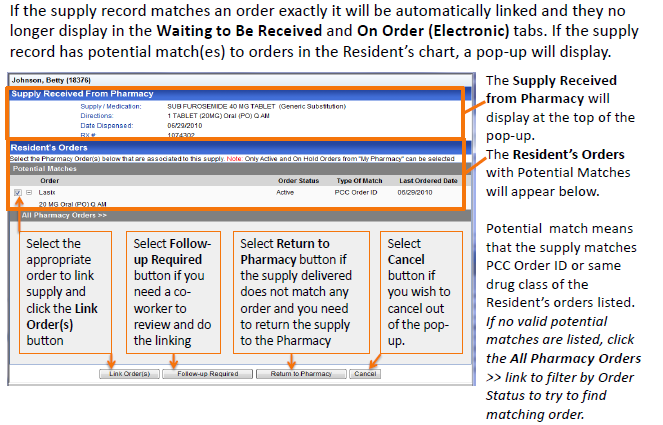 If the supply record matches an order exactly it will be automatically linked and they no
longer display in the Waiting to Be Received and On Order (Electronic) tabs. If the supply
record has potential match(es) to orders in the Resident's chart, a pop-up will display.
Johnson, Betty (18376)
Supply Received From Pharmacy
Supply / Medication: SUB FUROSEMIDE 40 MG TABLET (Generic Substitution)
Directions: 1 TABLET (20MG) Oral (PO) Q AM
Date Dispensed: 06/29/2010
RX # 1074302
Resident's Orders
Select the Pharmacy Order(s) below that are associated to this supply. Note: Only Active and On Hold Orders from "My Pharmacy" can be selected
Potential Matches
Order Order Status Type Of Match Last Ordered Date
Lasix Active PCC Order ID 06/29/2010
20 MG Oral (PO) Q AM
All Pharmacy Orders >>
Select the
appropriate
order to link
supply and
click the Link
Order(s)
button
Select Follow-
up Required
button if you
need a co-
worker to
review and do
the linking
Select Return to
Pharmacy button if
the supply delivered
does not match any
order and you need
to return the supply
to the Pharmacy
Select
Cancel
button if
you wish to
cancel out
of the pop-
up.
Link Order(s) Follow-up Required Return to Pharmacy Cancel
The Supply Received
from Pharmacy will
display at the top of the
pop-up.
The Resident's Orders
with Potential Matches
will appear below.
Potential match means
that the supply matches
PCC Order ID or same
drug class of the
Resident's orders listed.
If no valid potential
matches are listed, click
the All Pharmacy Orders
>> link to filter by Order
Status to try to find
matching order.